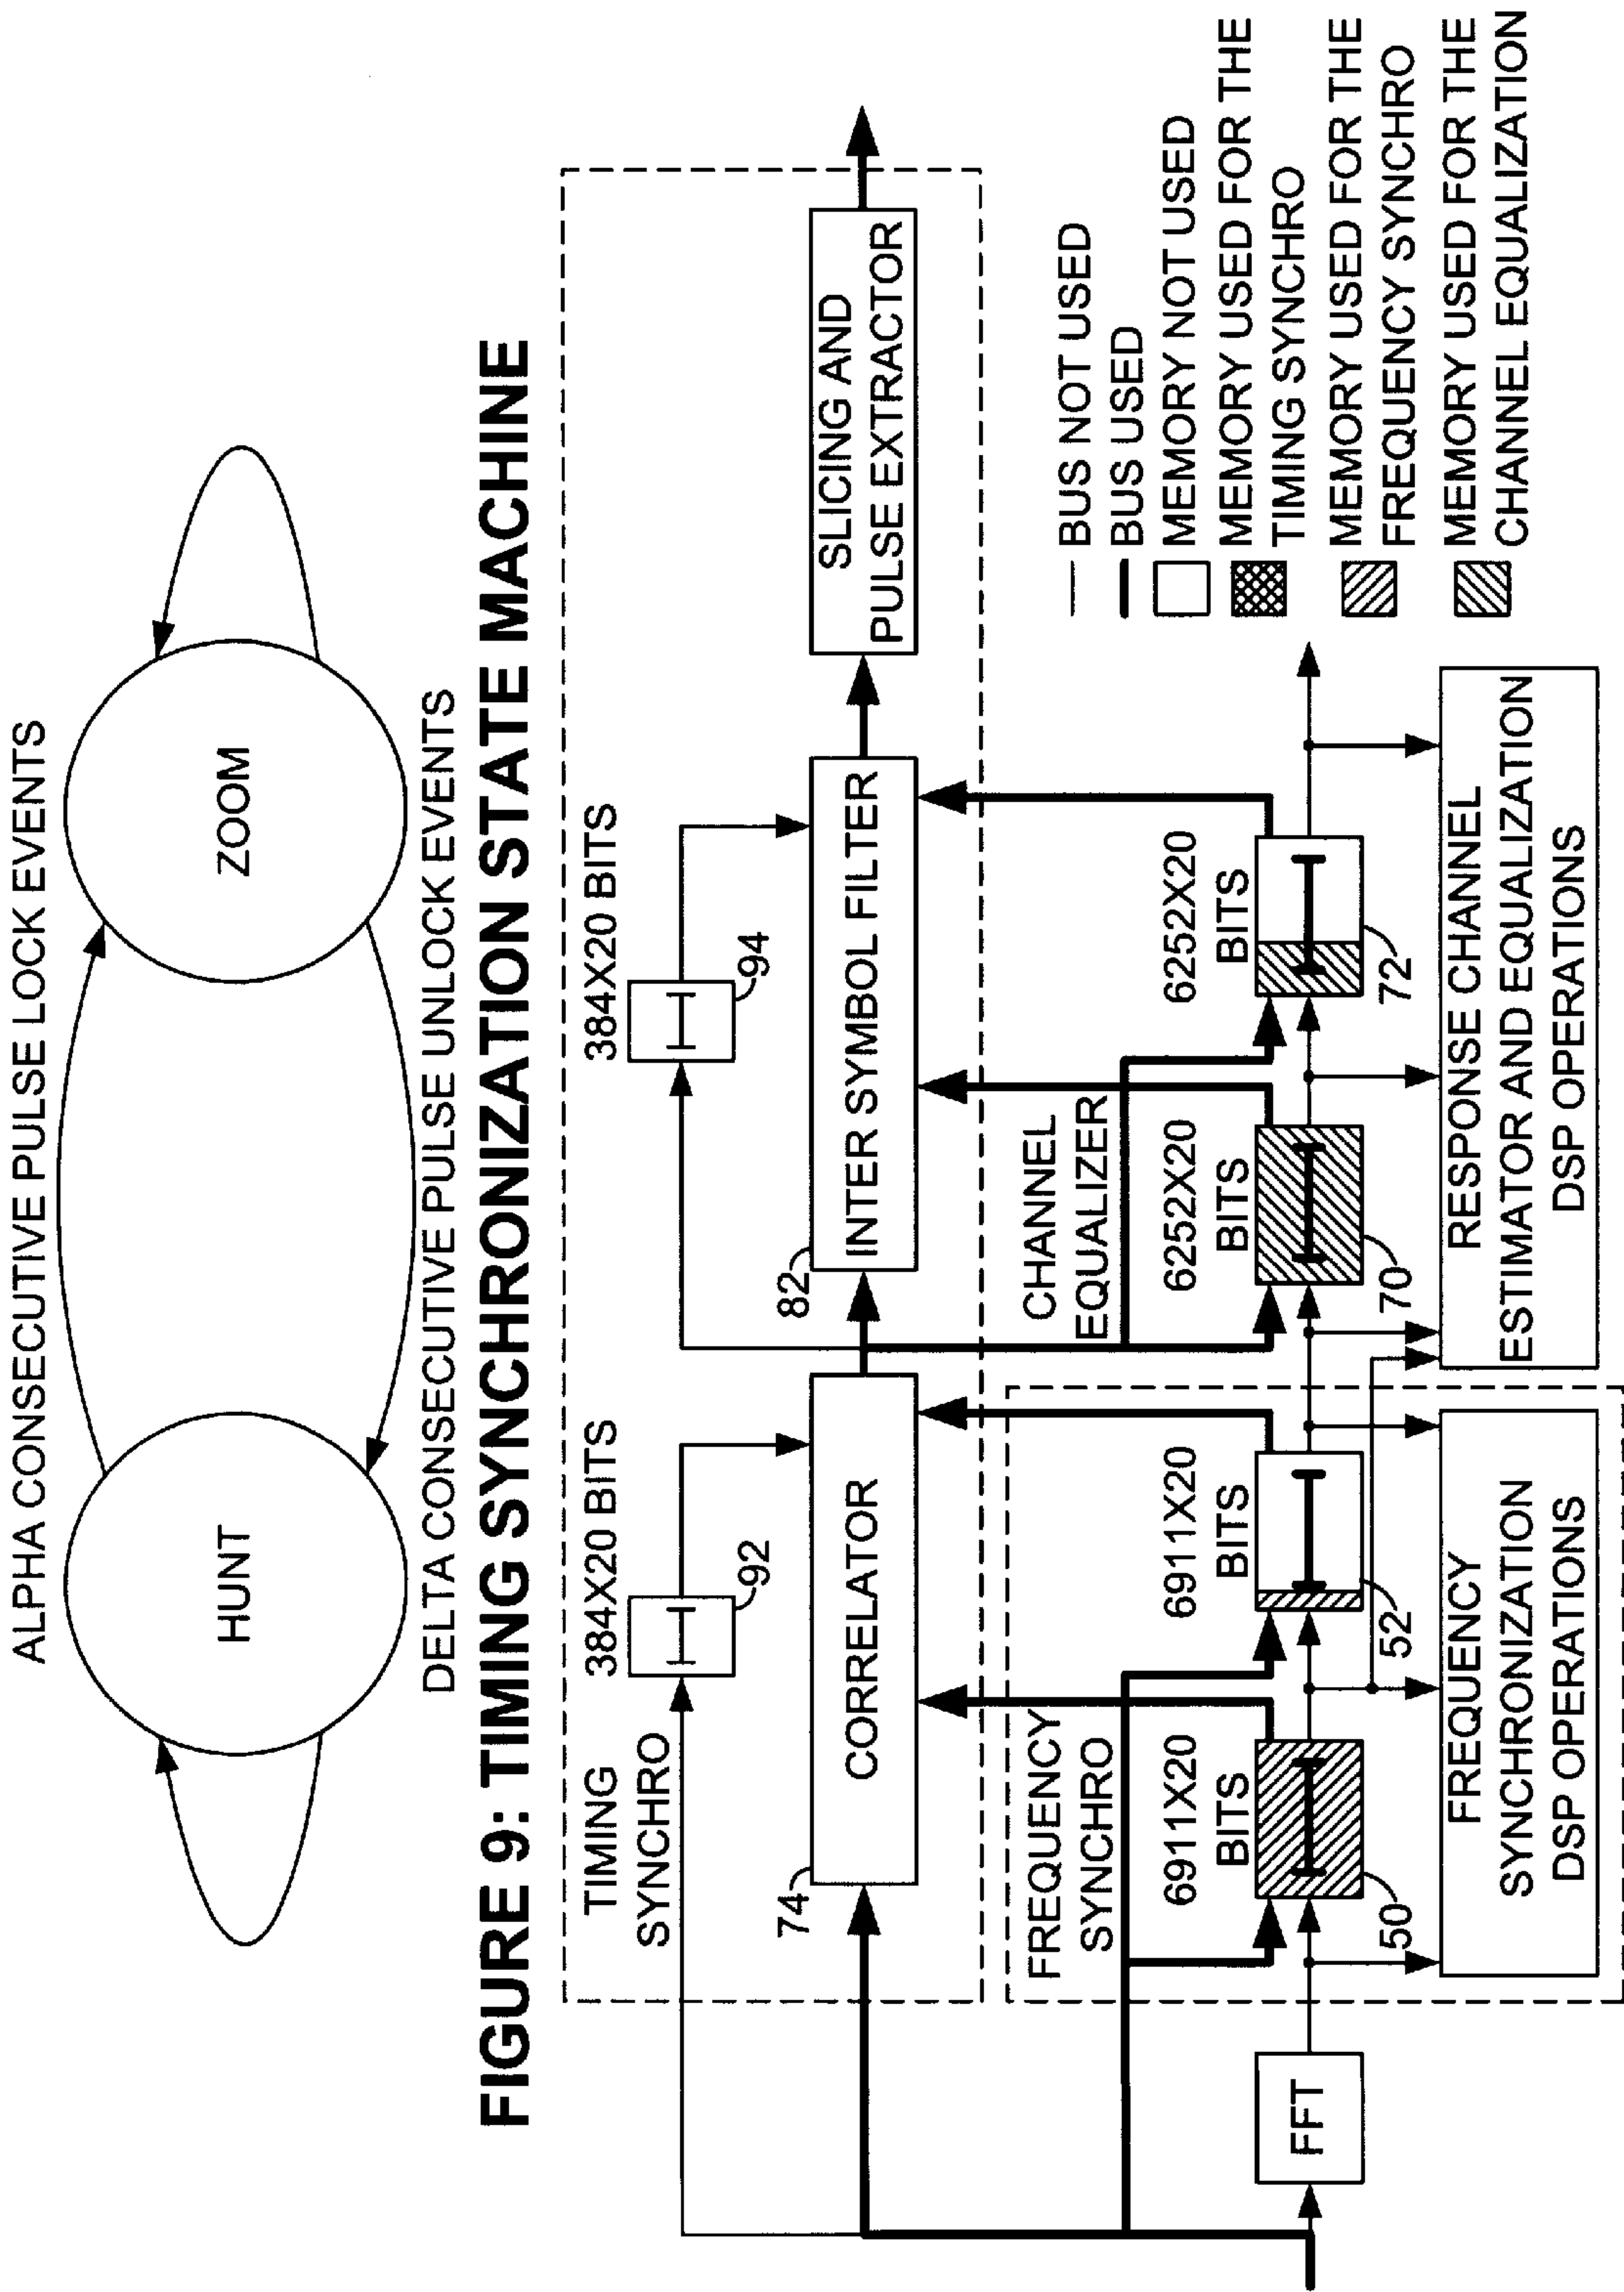 ALPHA CONSECUTIVE PULSE LOCK EVENTS
HUNT
ZOOM
DELTA CONSECUTIVE PULSE UNLOCK EVENTS
FIGURE 9: TIMING SYNCHRONIZATION STATE MACHINE
TIMING
SYNCHRO
384X20 BITS
92
384X20 BITS
94
74
CORRELATOR
82
INTER SYMBOL FILTER
SLICING AND
PULSE EXTRACTOR
FREQUENCY
SYNCHRO
CHANNEL
EQUALIZER
6911X20
BITS
50
6911X20
BITS
52
6252X20
BITS
70
6252X20
BITS
72
FFT
FREQUENCY
SYNCHRONIZATION
DSP OPERATIONS
RESPONSE CHANNEL
ESTIMATOR AND EQUALIZATION
DSP OPERATIONS
BUS NOT USED
BUS USED
MEMORY NOT USED
MEMORY USED FOR THE
TIMING SYNCHRO
MEMORY USED FOR THE
FREQUENCY SYNCHRO
MEMORY USED FOR THE
CHANNEL EQUALIZATION